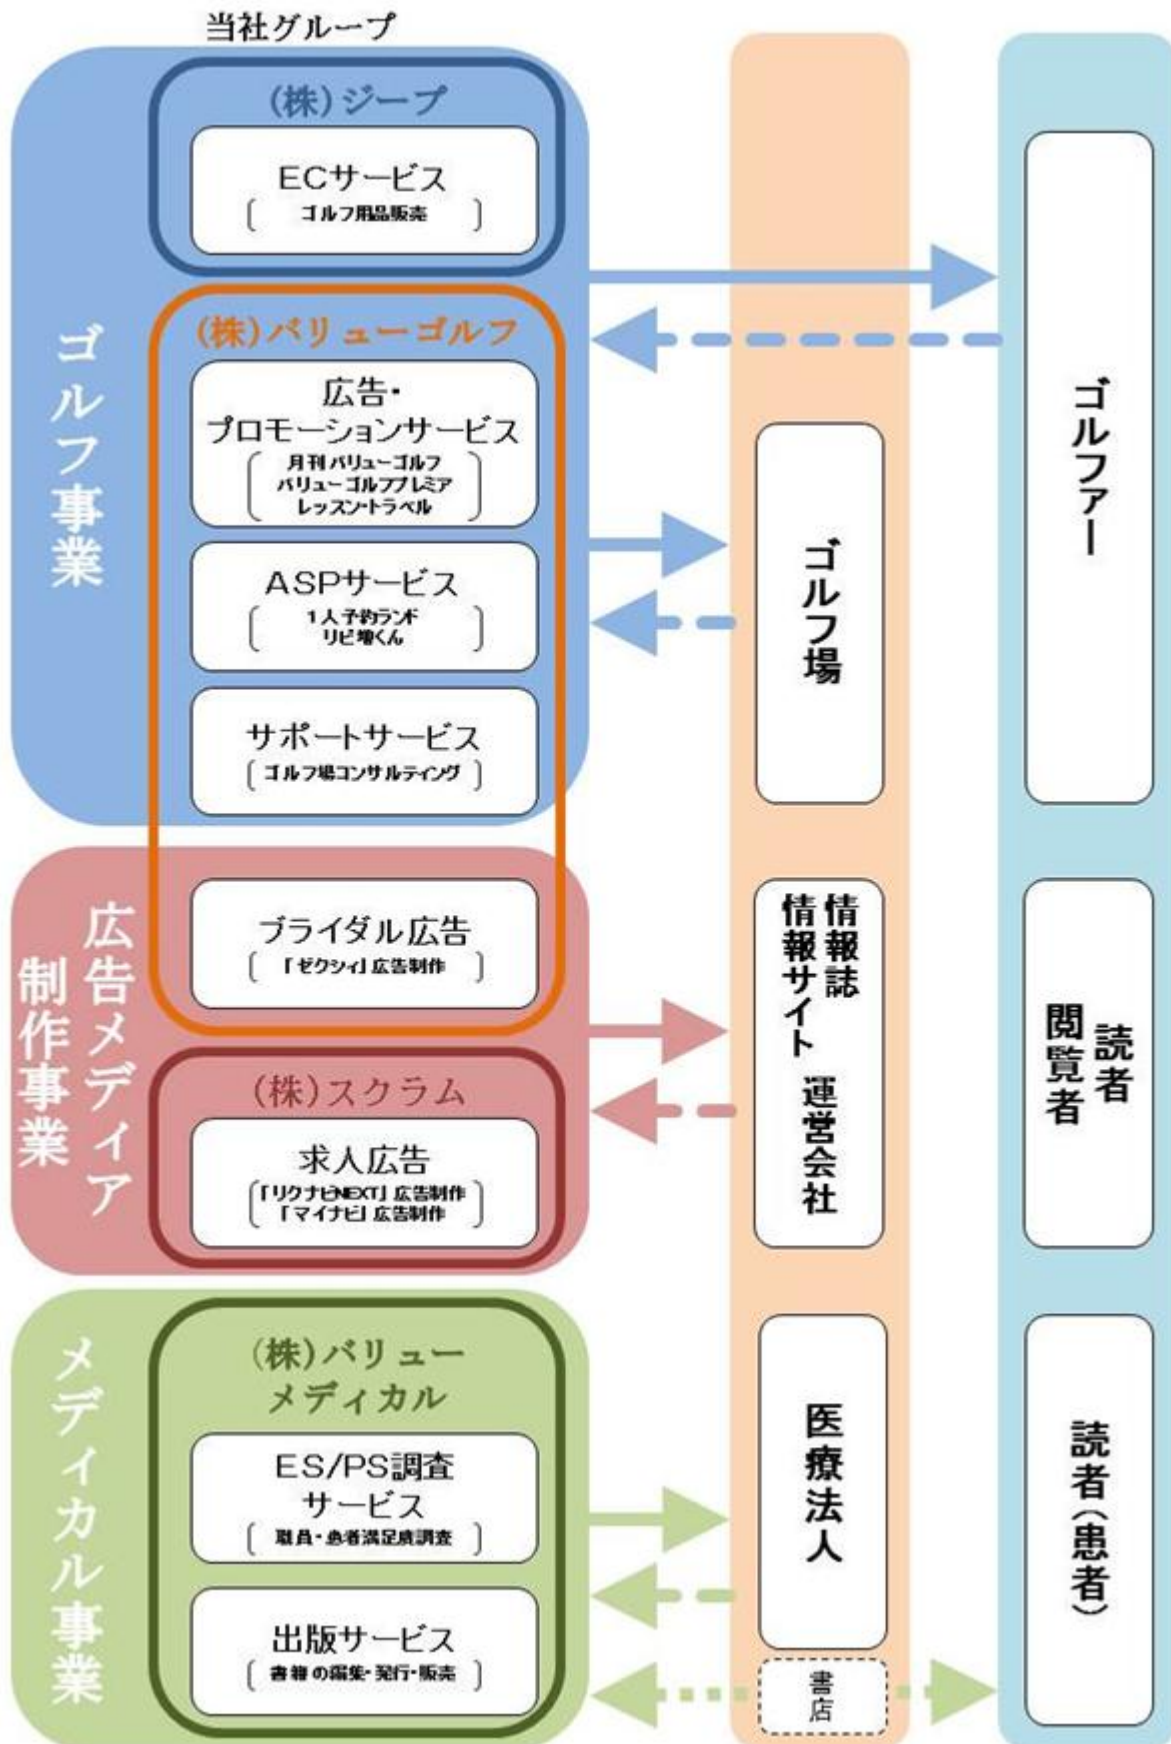 当社グループ
ゴルフ事業
(株)ジープ
ECサービス
ゴルフ用品販売
(株)バリューゴルフ
広告・
プロモーションサービス
月刊バリューゴルフ
バリューゴルフプレミア
レッスン・トラベル
ASPサービス
1人予約ランド
リピ増くん
サポートサービス
ゴルフ場コンサルティング
広告メディア
制作事業
ブライダル広告
「ゼクシィ」広告制作
(株)スクラム
求人広告
「リクナビNEXT」広告制作
「マイナビ」広告制作
メディカル事業
(株)バリュー
メディカル
ES/PS調査
サービス
職員・患者満足度調査
出版サービス
書籍の編集・発行・販売
ゴルフ場
情報誌
情報サイト
運営会社
医療法人
書店
ゴルファー
読者
閲覧者
読者(患者)